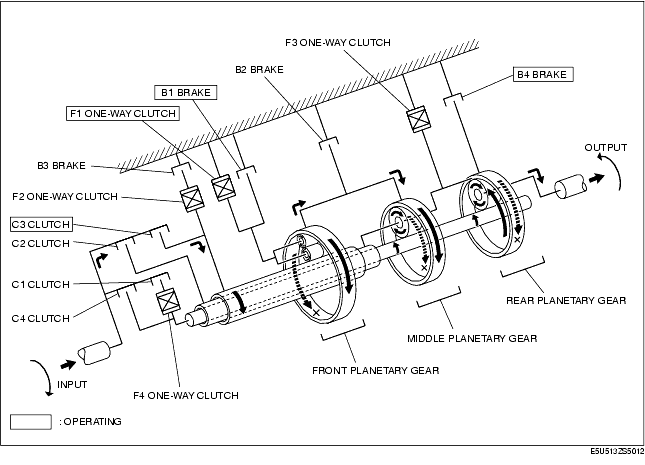 F3 ONE-WAY CLUTCH
B2 BRAKE
B4 BRAKE
B1 BRAKE
F1 ONE-WAY CLUTCH
OUTPUT
B3 BRAKE
F2 ONE-WAY CLUTCH
C3 CLUTCH
C2 CLUTCH
C1 CLUTCH
C4 CLUTCH
REAR PLANETARY GEAR
MIDDLE PLANETARY GEAR
FRONT PLANETARY GEAR
INPUT
F4 ONE-WAY CLUTCH
: OPERATING
E5U513ZS5012